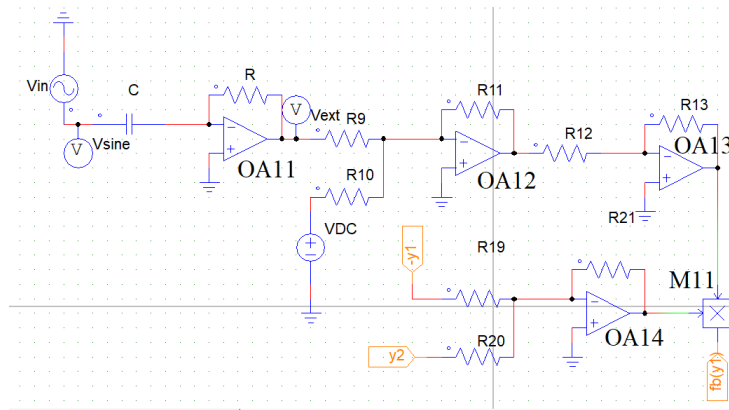 Vin
C
R
V
Vext
R9
R11
R12
R13
V
Vsine
OA11
R10
OA12
OA13
VDC
-y1
R19
R21
M11
y2
R20
OA14
fb(y1)